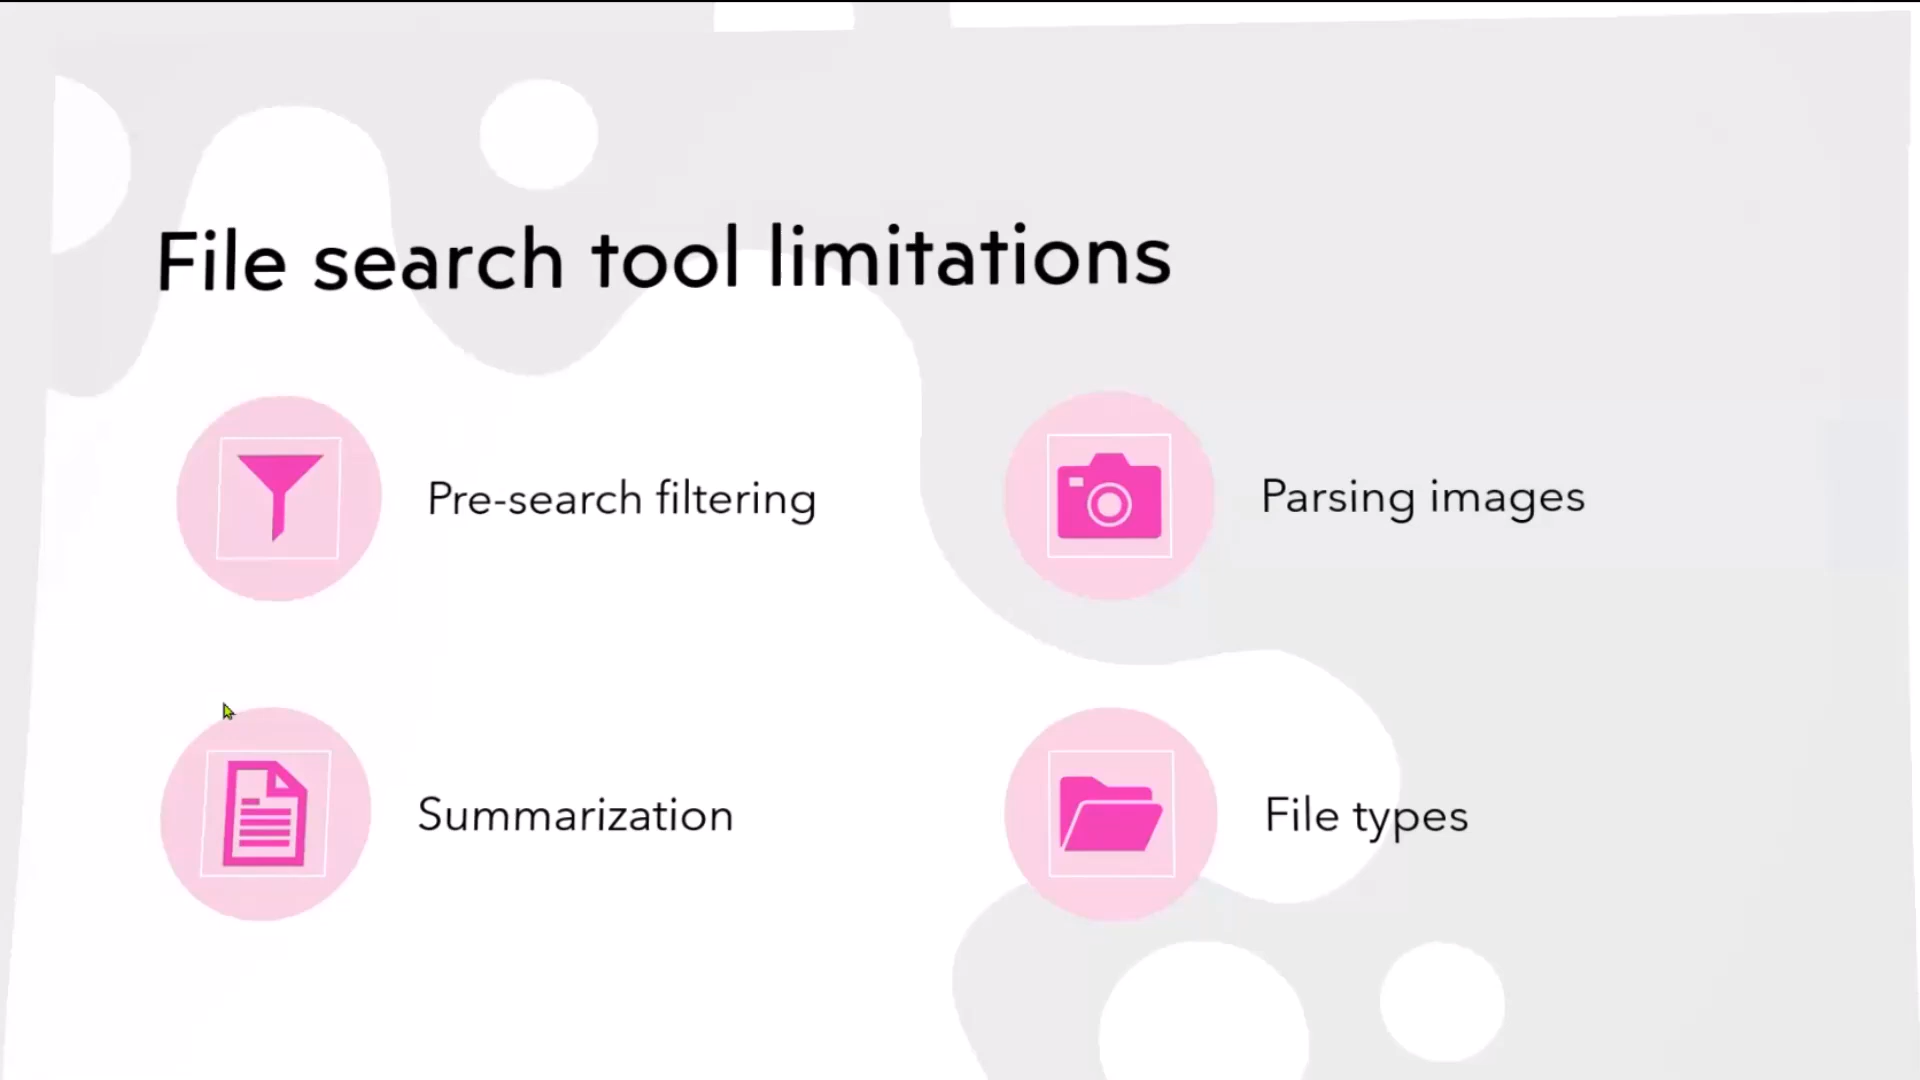 File search tool limitations
Pre-search filtering
Parsing images
Summarization
File types